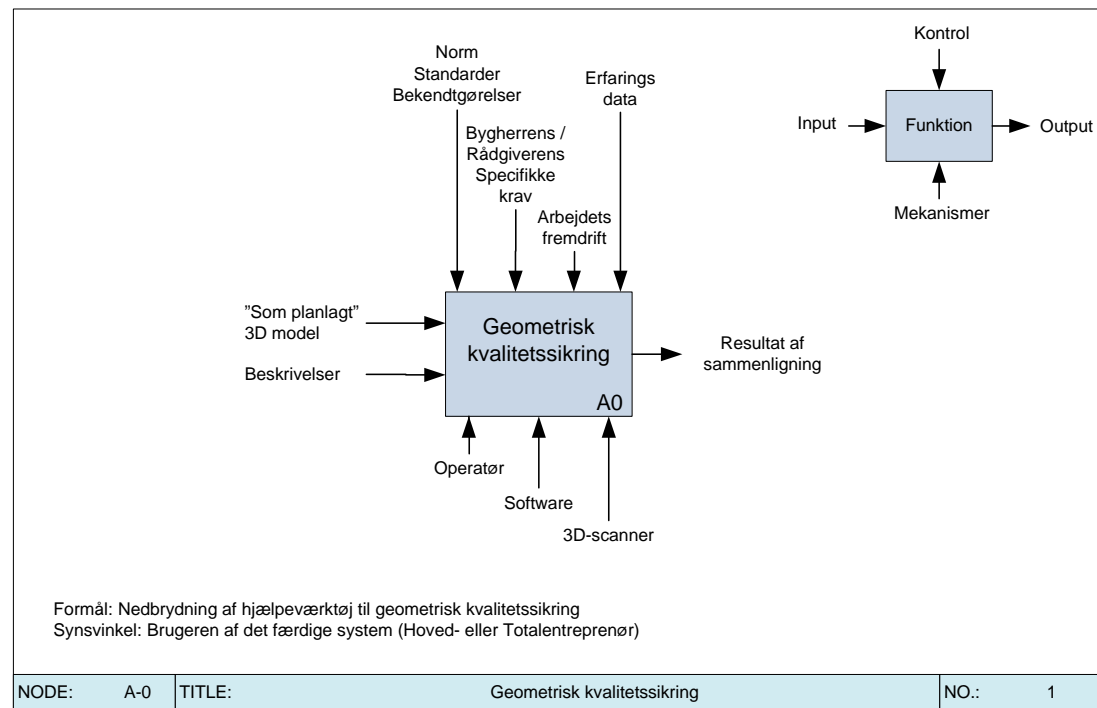 Norm
Standarder
Bekendtgørelser
Bygherrens /
Rådgiverens
Specifikke
krav
Arbejdets
fremdrift
Erfarings
data
Kontrol
Input
Funktion
Output
Mekanismer
”Som planlagt”
3D model
Beskrivelser
Geometrisk
kvalitetssikring
A0
Resultat af
sammenligning
Operatør
Software
3D-scanner
Formål: Nedbrydning af hjælpeværktøj til geometrisk kvalitetssikring
Synsvinkel: Brugeren af det færdige system (Hoved- eller Totalentreprenør)
NODE: A-0 TITLE: Geometrisk kvalitetssikring NO.: 1